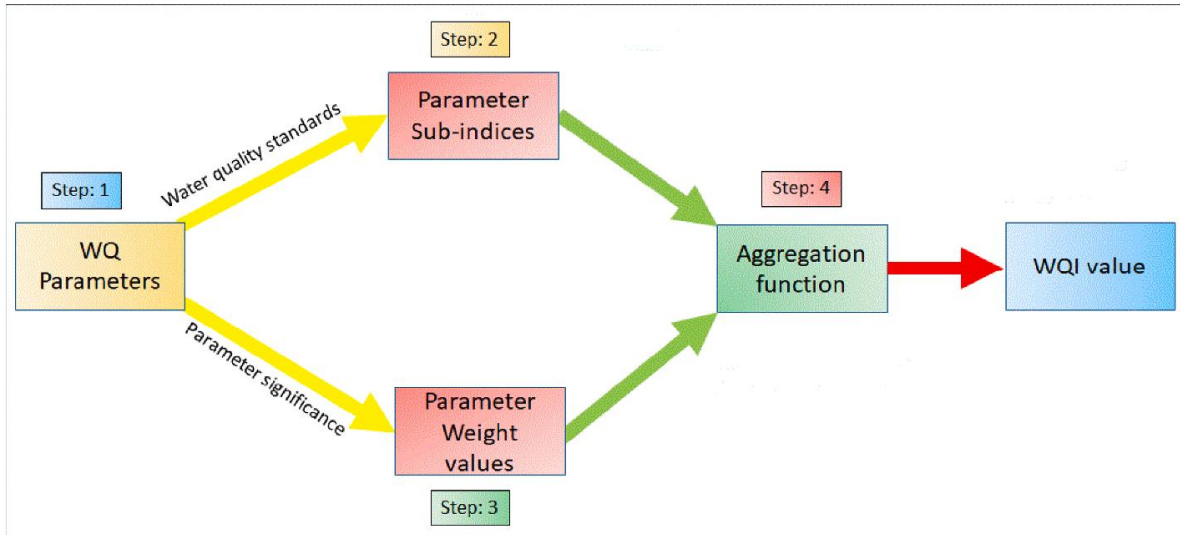 Step: 2
Parameter
Sub-indices
Water quality standards
Step: 1
WQ
Parameters
Step: 4
Aggregation
function
WQI value
Parameter significance
Parameter
Weight
values
Step: 3